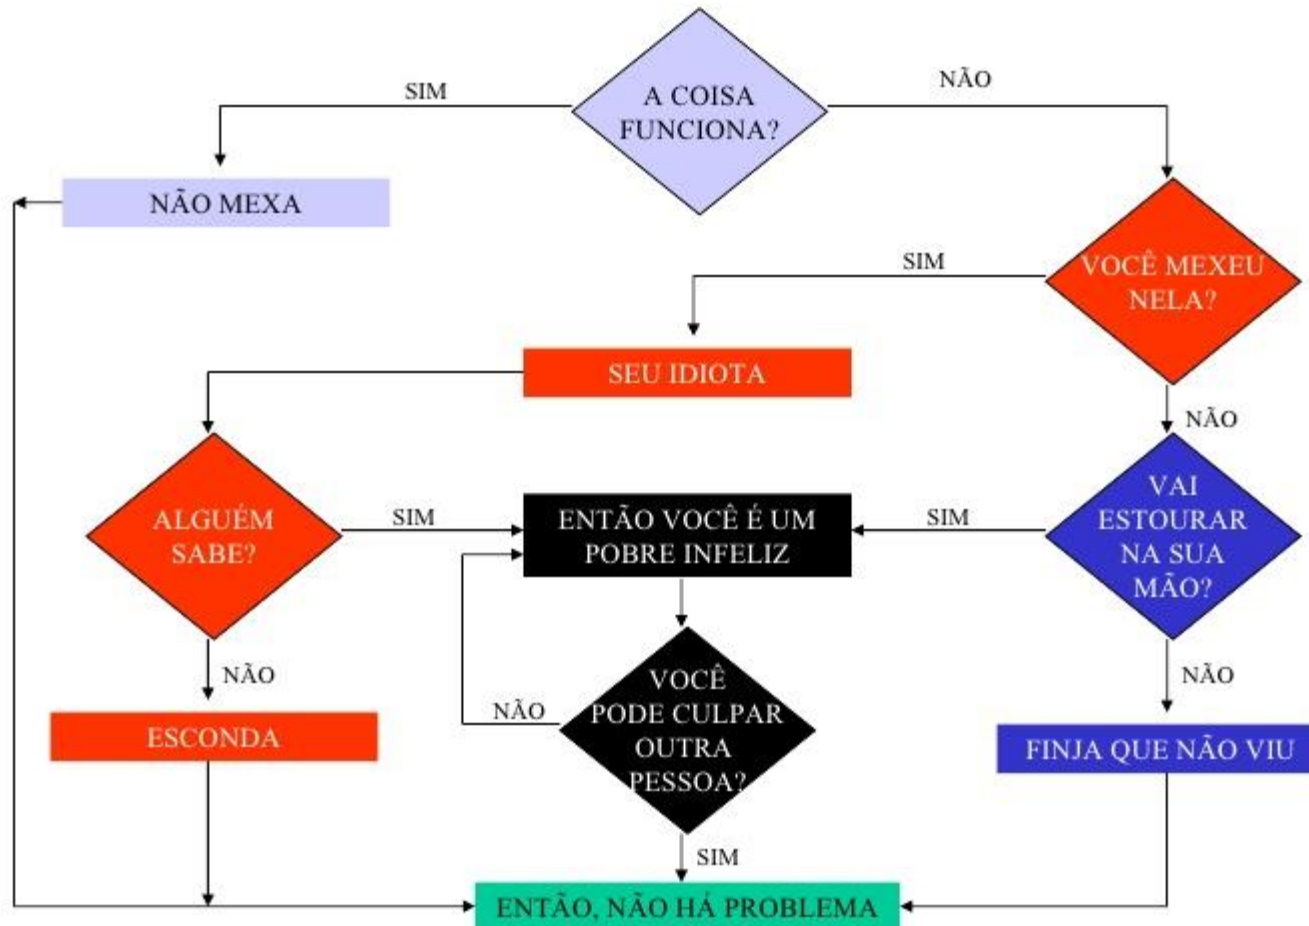 A COISA
FUNCIONA?
SIM
NÃO
NÃO MEXA
VOCÊ MEXEU
NELA?
SIM
SEU IDIOTA
NÃO
ALGUÉM
SABE?
SIM
ENTÃO VOCÊ É UM
POBRE INFELIZ
SIM
VAI
ESTOURAR
NA SUA
MÃO?
NÃO
ESCONDA
NÃO
VOCÊ
PODE CULPAR
OUTRA
PESSOA?
NÃO
FINJA QUE NÃO VIU
SIM
ENTÃO, NÃO HÁ PROBLEMA